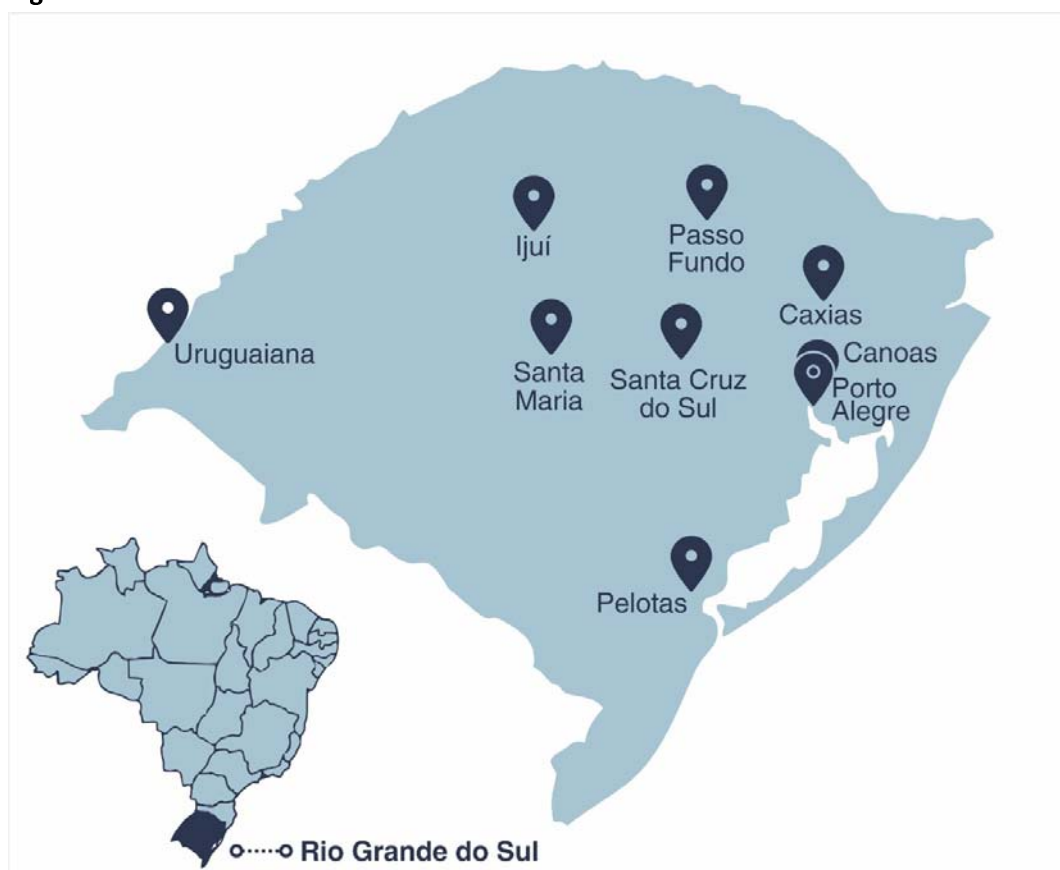 Ijuí
Passo
Fundo
Caxias
Uruguaiana
Santa
Maria
Santa Cruz
do Sul
Canoas
Porto
Alegre
Pelotas
Rio Grande do Sul